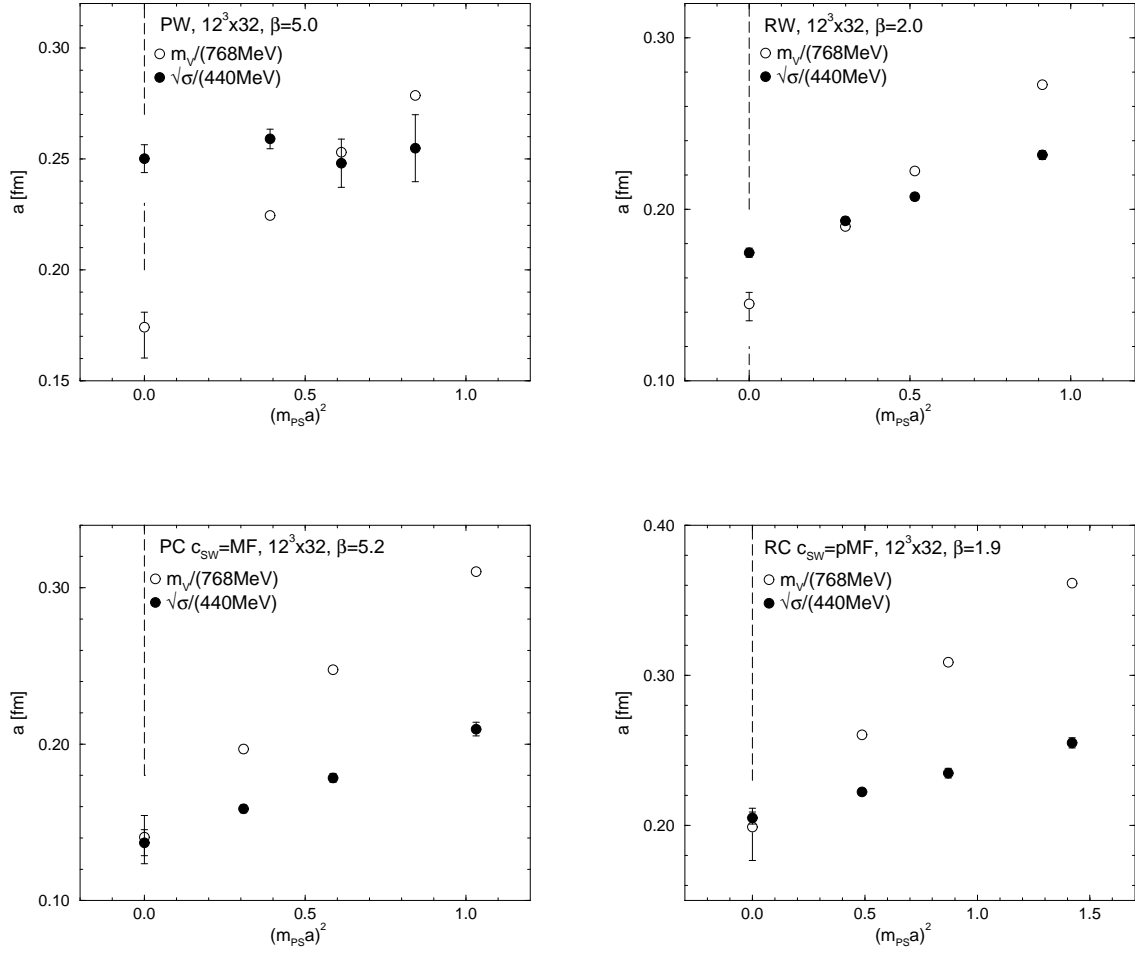 PW, 12³x32, β=5.0
m_V/(768MeV)
√σ/(440MeV)
0.30
0.25
0.20
0.15
a [fm]
0.0 0.5 1.0
(m_PS a)²
RW, 12³x32, β=2.0
m_V/(768MeV)
√σ/(440MeV)
0.30
0.20
0.10
a [fm]
0.0 0.5 1.0
(m_PS a)²
PC c_SW=MF, 12³x32, β=5.2
m_V/(768MeV)
√σ/(440MeV)
0.30
0.20
0.10
a [fm]
0.0 0.5 1.0
(m_PS a)²
RC c_SW=pMF, 12³x32, β=1.9
m_V/(768MeV)
√σ/(440MeV)
0.40
0.30
0.20
a [fm]
0.0 0.5 1.0 1.5
(m_PS a)²